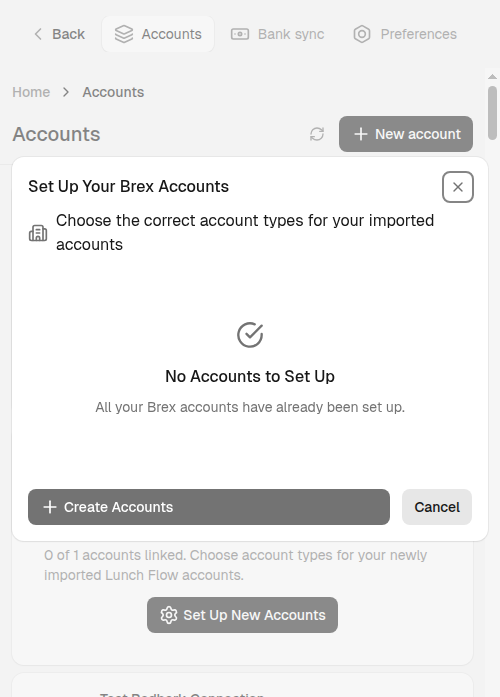 Back
Accounts
Bank sync
Preferences
Home
Accounts
Accounts
New account
Set Up Your Brex Accounts
Choose the correct account types for your imported
accounts
No Accounts to Set Up
All your Brex accounts have already been set up.
Create Accounts
Cancel
0 of 1 accounts linked. Choose account types for your newly
imported Lunch Flow accounts.
Set Up New Accounts